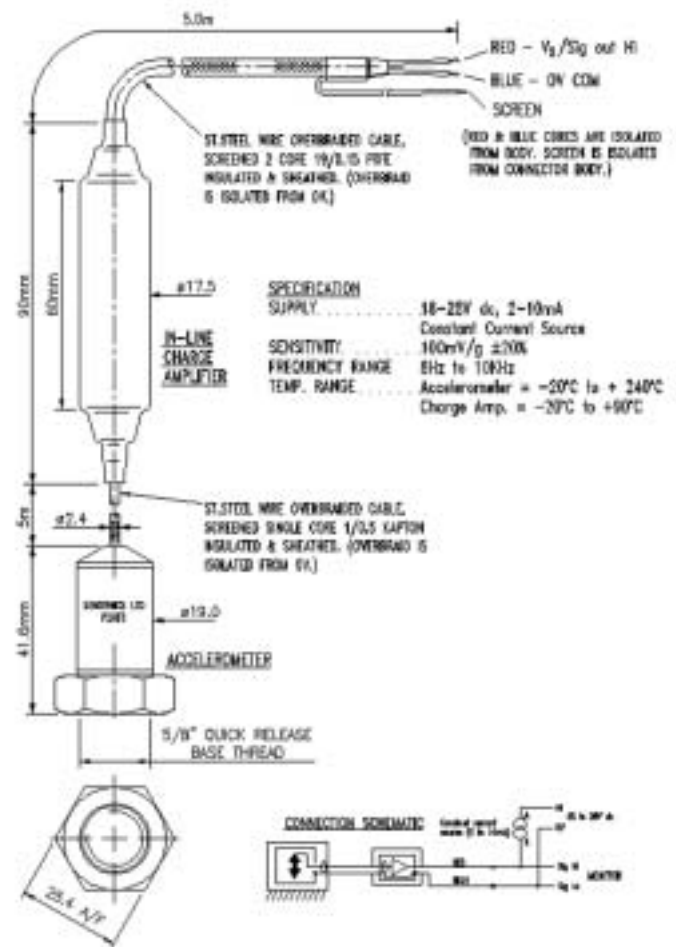 5.0m
RED - Vs/Sig out Hi
BLUE - 0V COM
SCREEN
(RED & BLUE CORES ARE ISOLATED
FROM BODY. SCREEN IS ISOLATED
FROM CONNECTOR BODY.)
ST.STEEL WIRE OVERBRAIDED CABLE,
SCREENED 2 CORE 19/0.15 PTFE
INSULATED & SHEATHED. (OVERBRAID
IS ISOLATED FROM 0V.)
90mm
60mm
ø17.5
IN-LINE
CHARGE
AMPLIFIER
SPECIFICATION
SUPPLY 18-28V dc, 2-10mA
Constant Current Source
SENSITIVITY 100mV/g ±20%
FREQUENCY RANGE to 10KHz
TEMP. RANGE Accelerometer = -20°C to + 240°C
Charge Amp. = -20°C to +90°C
5m
ø2.4
ST.STEEL WIRE OVERBRAIDED CABLE,
SCREENED SINGLE CORE 1/0.5 KAPTON
INSULATED & SHEATHED. (OVERBRAID IS
ISOLATED FROM 0V.)
41.6mm
LTD
ø19.0
ACCELEROMETER
5/8" QUICK RELEASE
BASE THREAD
25.4 A/F
CONNECTION SCHEMATIC
Constant current
RED
BLUE
MONITOR